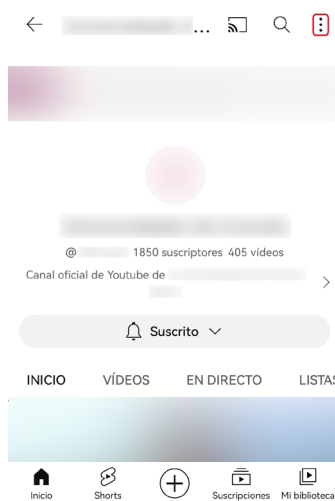 ...
@ 1850 suscriptores 405 vídeos
Canal oficial de Youtube de
Suscrito
INICIO VÍDEOS EN DIRECTO LISTAS
Inicio Shorts Suscripciones Mi biblioteca